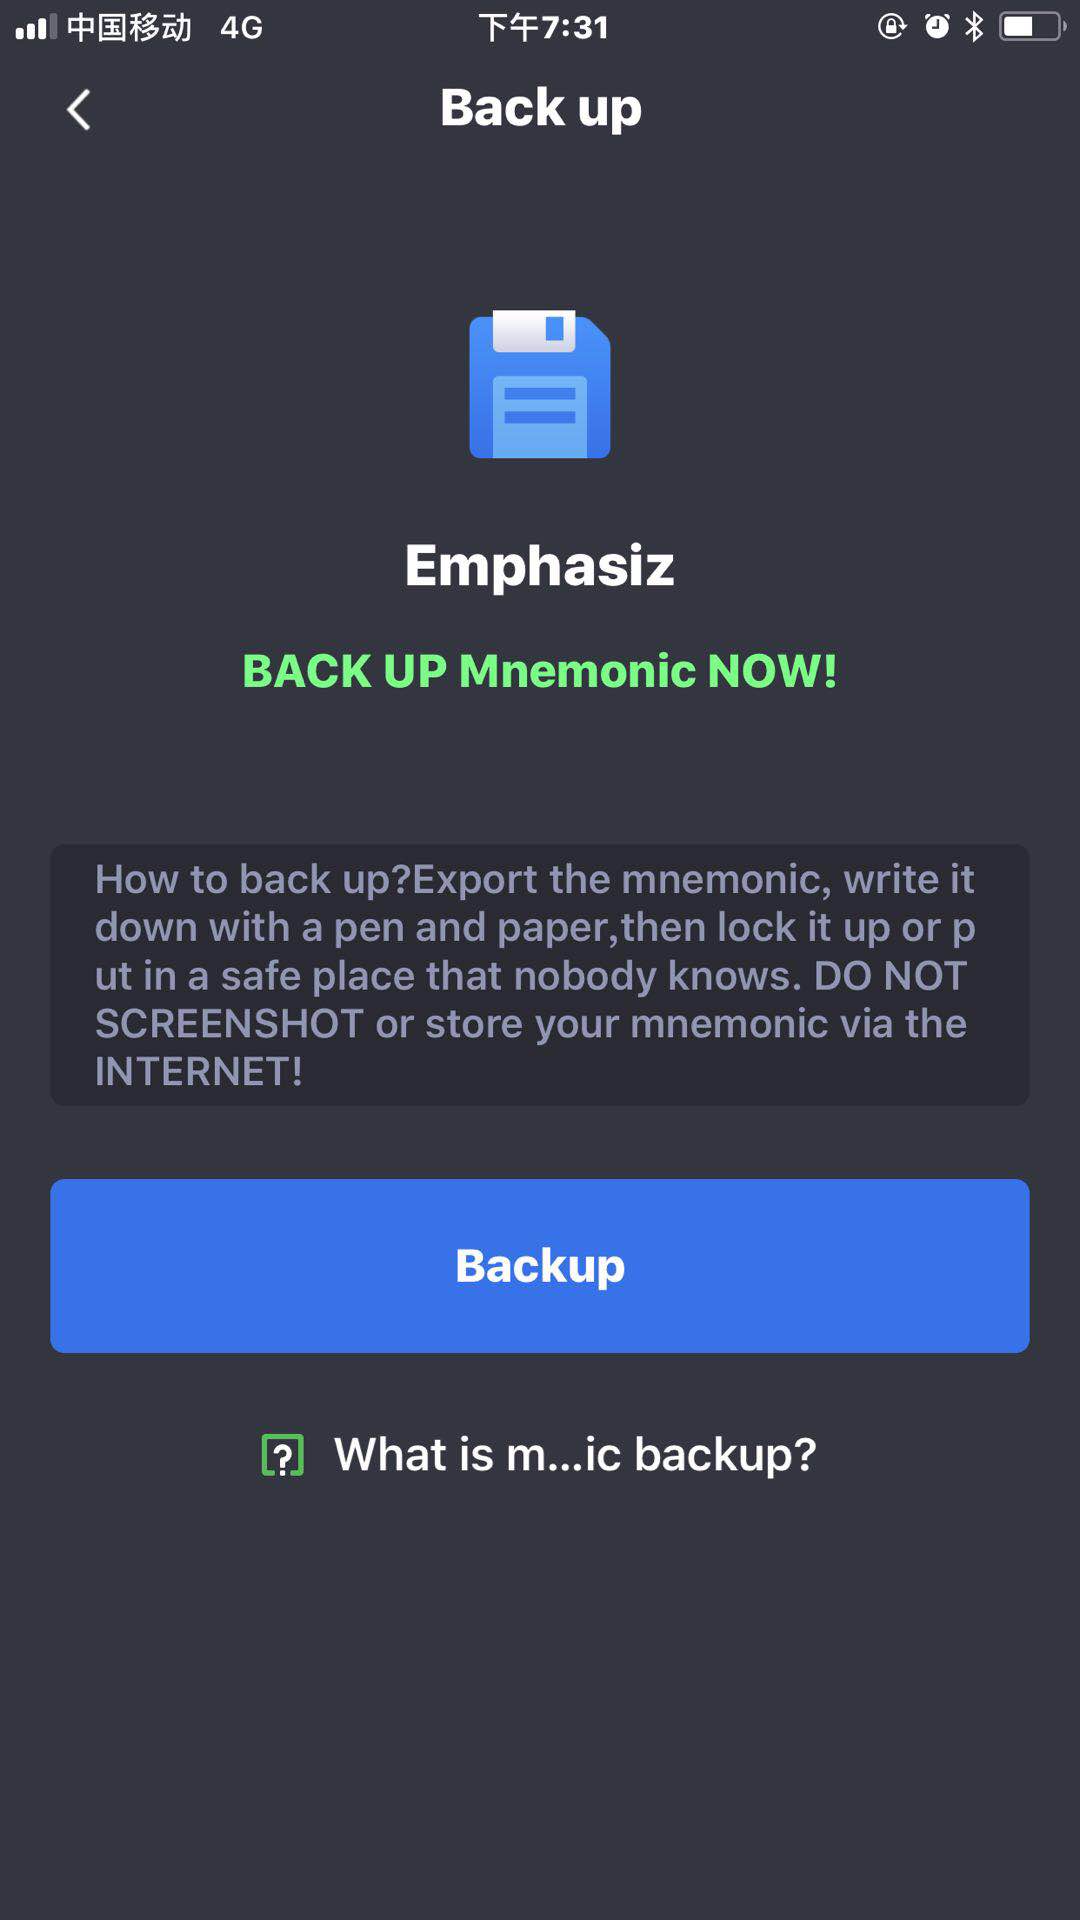 中国移动 4G 下午7:31
Back up
Emphasiz
BACK UP Mnemonic NOW!
How to back up?Export the mnemonic, write it
down with a pen and paper,then lock it up or p
ut in a safe place that nobody knows. DO NOT
SCREENSHOT or store your mnemonic via the
INTERNET!
Backup
What is m...ic backup?